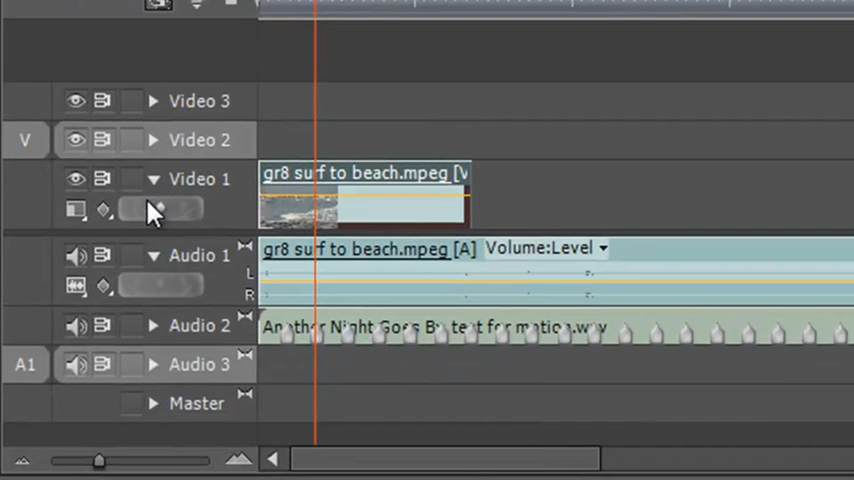 Video 3
V Video 2
Video 1 gr8 surf to beach.mpeg [V
Audio 1 gr8 surf to beach.mpeg [A] Volume:Level
L
R
Audio 2 Another Night Goes By text for motion.wav
A1 Audio 3
Master